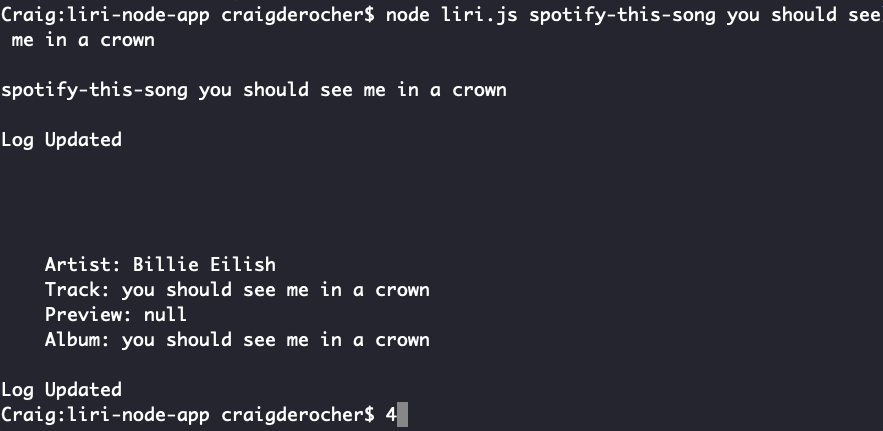 Craig:liri-node-app craigderocher$ node liri.js spotify-this-song you should see
me in a crown
spotify-this-song you should see me in a crown
Log Updated
Artist: Billie Eilish
Track: you should see me in a crown
Preview: null
Album: you should see me in a crown
Log Updated
Craig:liri-node-app craigderocher$ 4